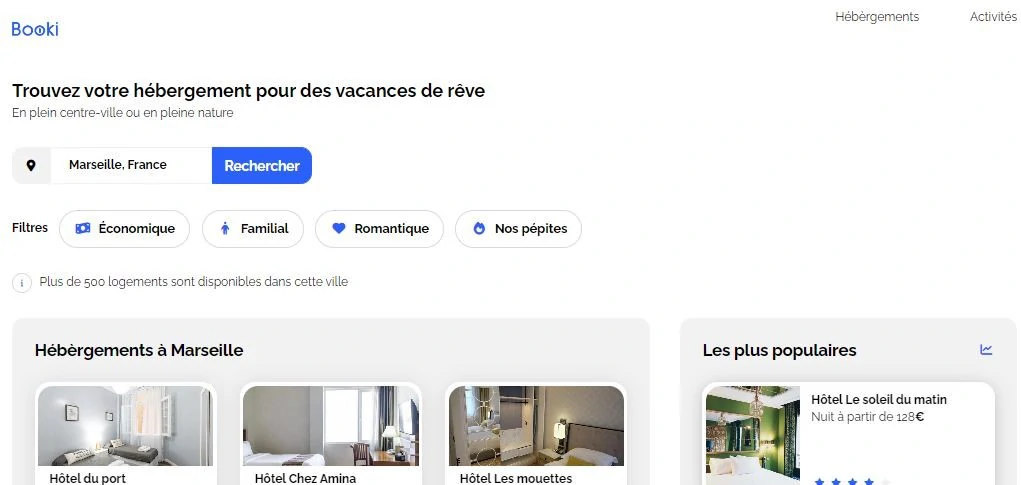 Booki
Hébèrgements
Activités
Trouvez votre hébergement pour des vacances de rêve
En plein centre-ville ou en pleine nature
Marseille, France
Rechercher
Filtres
Économique
Familial
Romantique
Nos pépites
i
Plus de 500 logements sont disponibles dans cette ville
Hébèrgements à Marseille
Les plus populaires
Hôtel Le soleil du matin
Nuit à partir de 128€
Hôtel du port
Hôtel Chez Amina
Hôtel Les mouettes